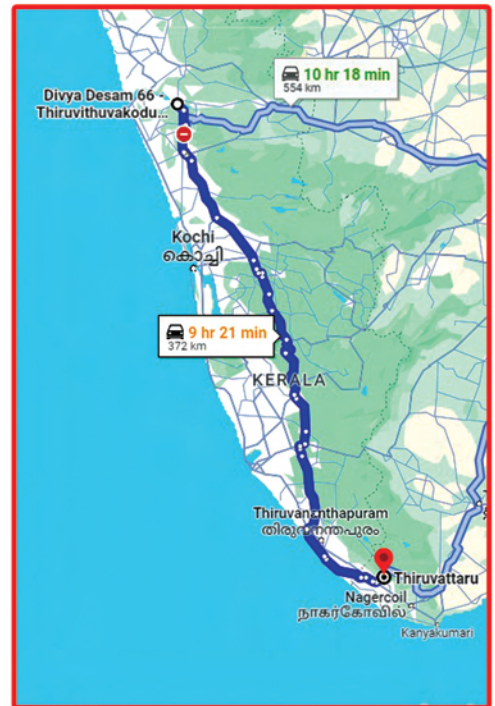 10 hr 18 min
554 km
Divya Desam 66 -
Thiruvithuvakodu...
Kochi
കൊച്ചി
9 hr 21 min
372 km
KERALA
Thiruvananthapuram
തിരുവനന്തപുരം
Thiruvattaru
Nagercoil
നാഗർകോവിൽ
Kanyakumari